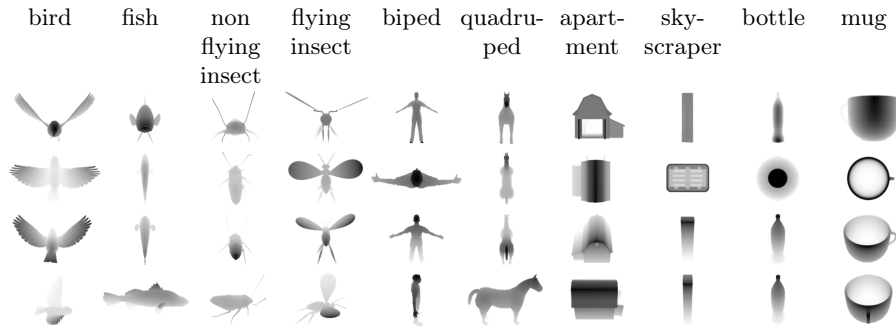 bird
fish
non
flying
insect
flying
insect
biped
quadru-
ped
apart-
ment
sky-
scraper
bottle
mug